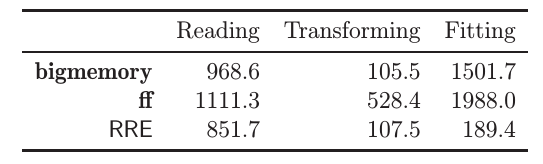 Reading Transforming Fitting
bigmemory 968.6 105.5 1501.7
ff 1111.3 528.4 1988.0
RRE 851.7 107.5 189.4